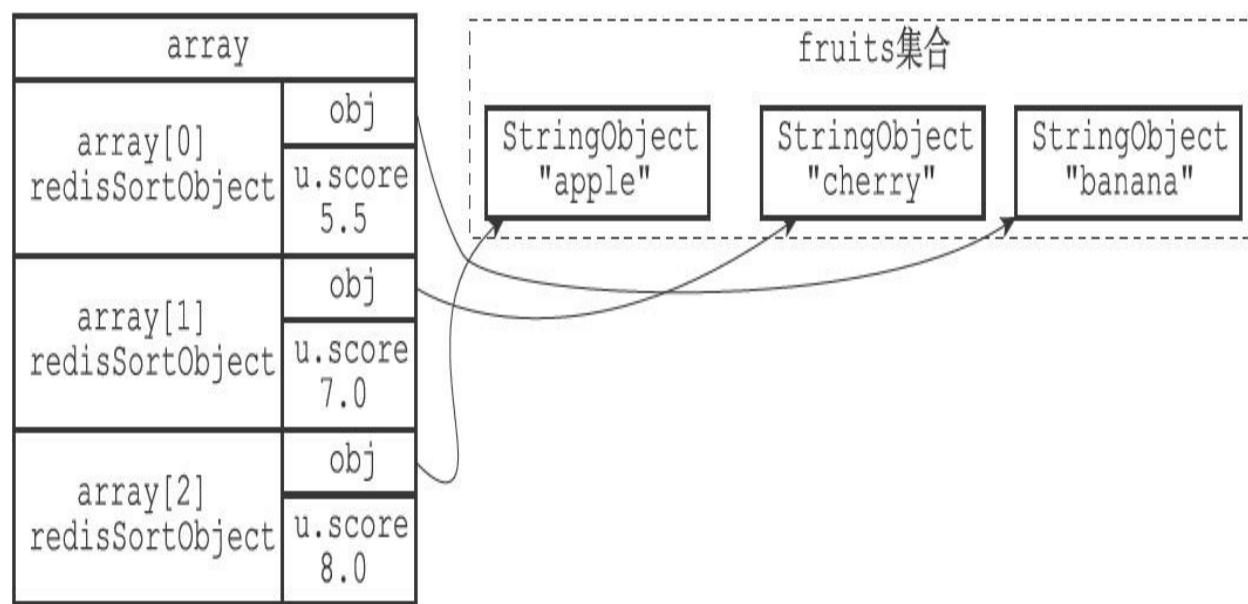 array
array[0]
redisSortObject
obj
u.score
5.5
array[1]
redisSortObject
obj
u.score
7.0
array[2]
redisSortObject
obj
u.score
8.0
fruits集合
StringObject
"apple"
StringObject
"cherry"
StringObject
"banana"